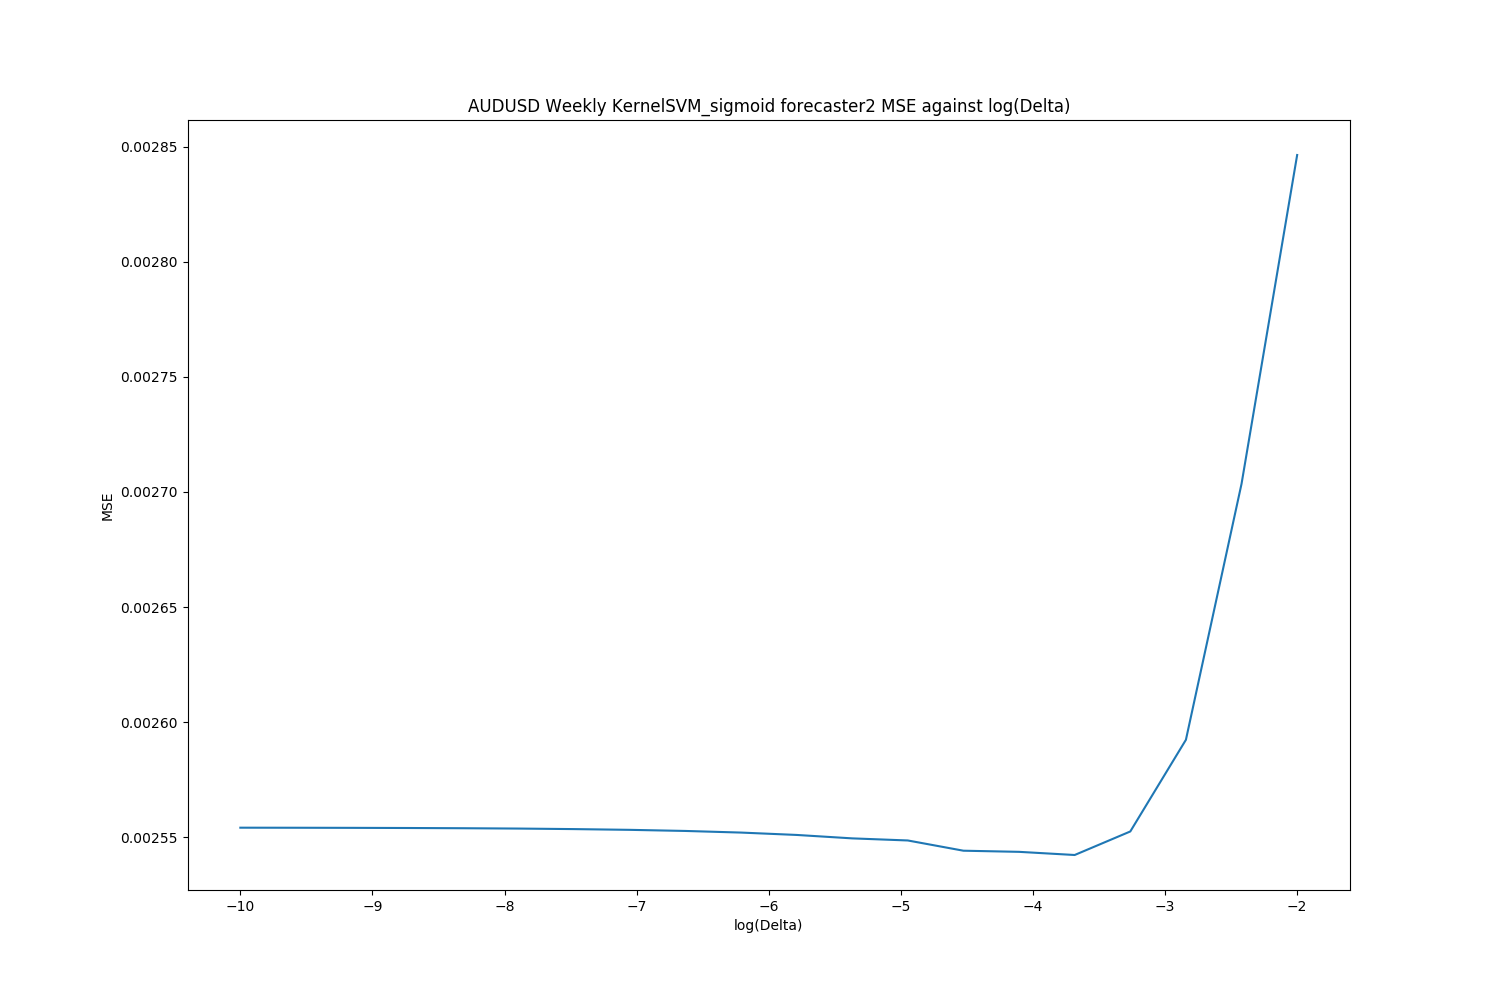 AUDUSD Weekly KernelSVM_sigmoid forecaster2 MSE against log(Delta)
0.00285
0.00280
0.00275
0.00270
0.00265
0.00260
0.00255
MSE
−10 −9 −8 −7 −6 −5 −4 −3 −2
log(Delta)